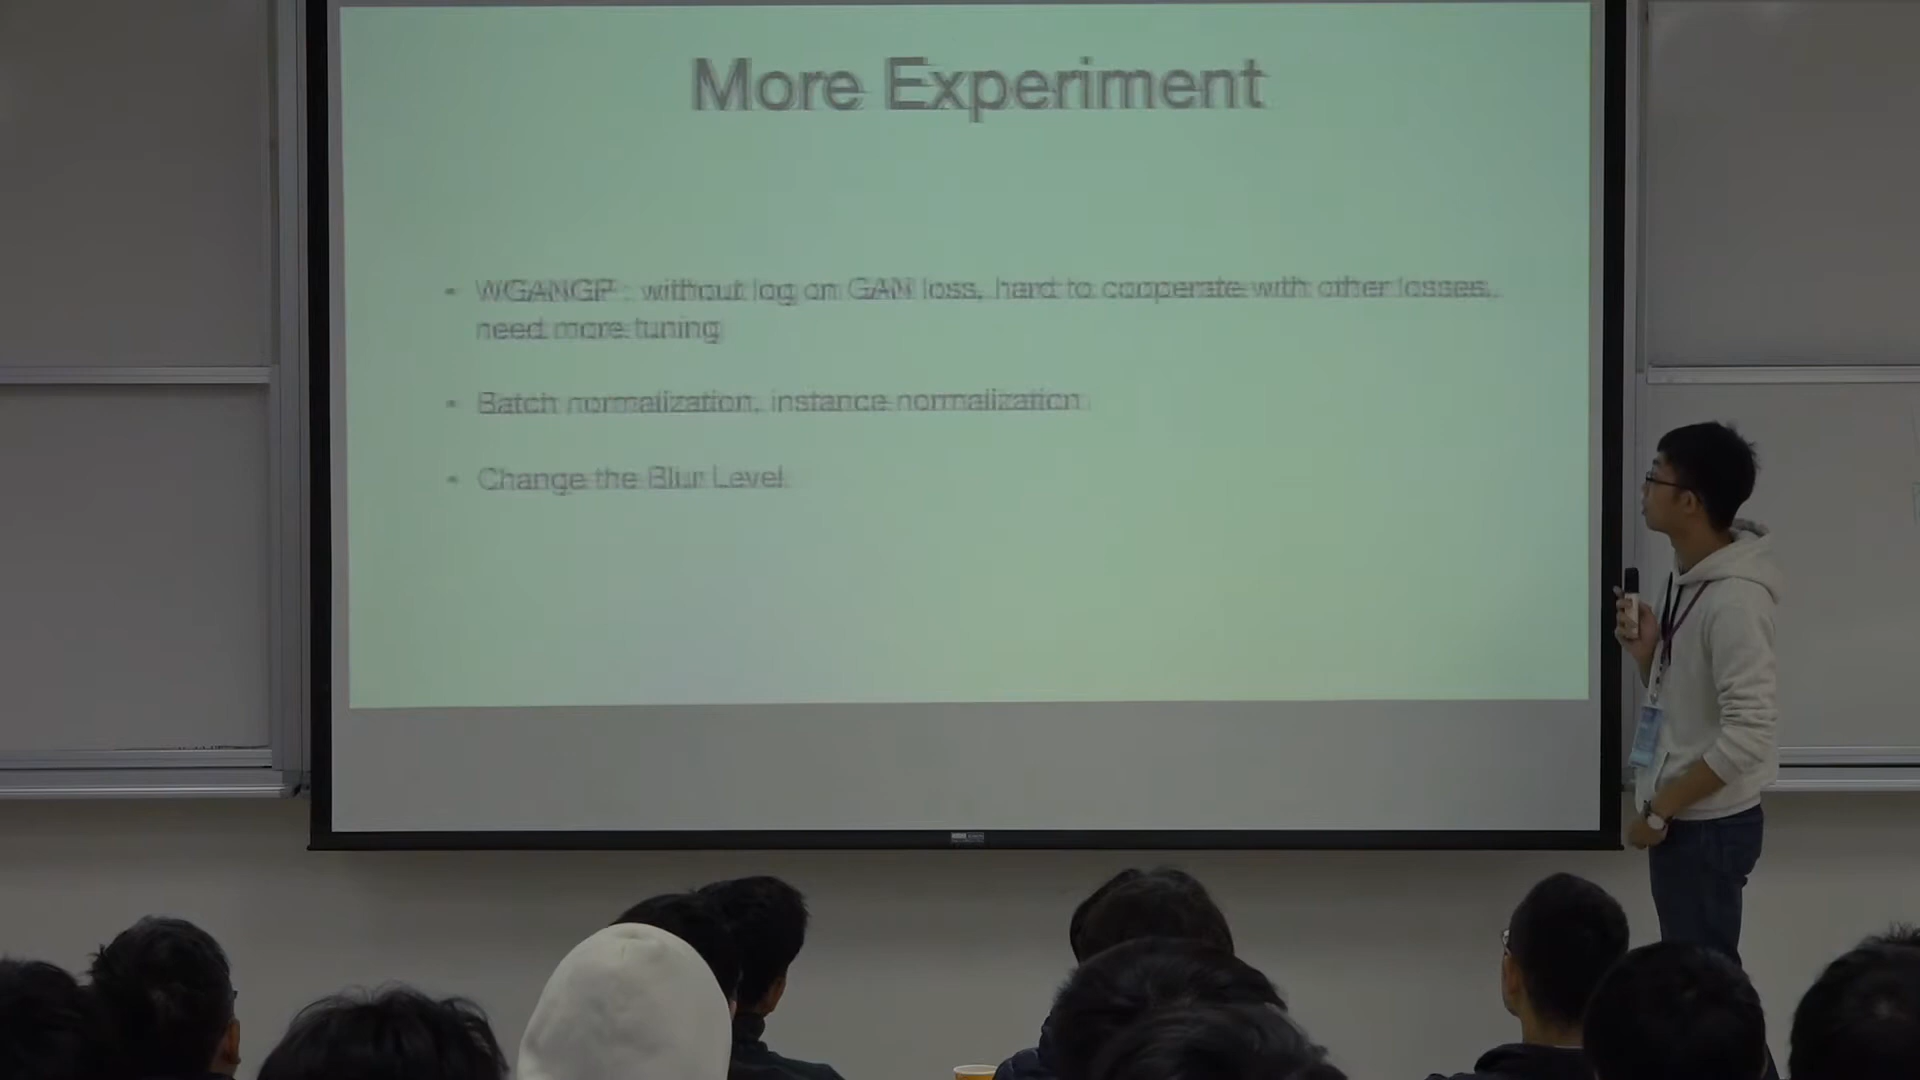 More Experiment
• WGANGP : without log on GAN loss, hard to cooperate with other losses,
need more tuning
• Batch normalization, instance normalization
• Change the Blur Level